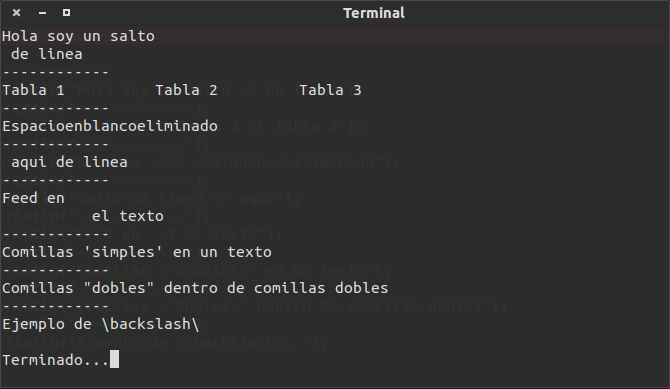 Terminal
Hola soy un salto
 de linea
------------
Tabla 1          Tabla 2         Tabla 3
------------
Espacioenblancoeliminado
------------
 aqui de linea
------------
Feed en
          el texto
------------
Comillas 'simples' en un texto
------------
Comillas "dobles" dentro de comillas dobles
------------
Ejemplo de \backslash\
Terminado...